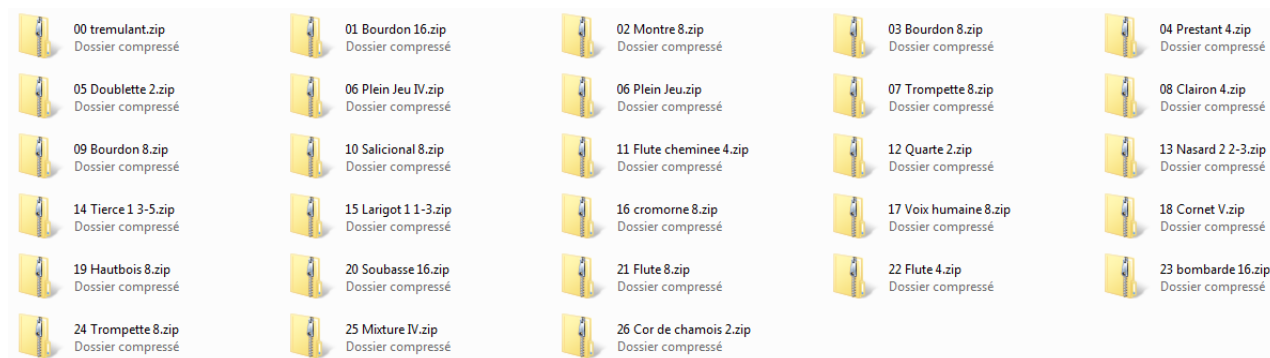 00 tremulant.zip
Dossier compressé
01 Bourdon 16.zip
Dossier compressé
02 Montre 8.zip
Dossier compressé
03 Bourdon 8.zip
Dossier compressé
04 Prestant 4.zip
Dossier compressé
05 Doublette 2.zip
Dossier compressé
06 Plein Jeu IV.zip
Dossier compressé
06 Plein Jeu.zip
Dossier compressé
07 Trompette 8.zip
Dossier compressé
08 Clairon 4.zip
Dossier compressé
09 Bourdon 8.zip
Dossier compressé
10 Salicional 8.zip
Dossier compressé
11 Flute cheminee 4.zip
Dossier compressé
12 Quarte 2.zip
Dossier compressé
13 Nasard 2 2-3.zip
Dossier compressé
14 Tierce 1 3-5.zip
Dossier compressé
15 Larigot 1 1-3.zip
Dossier compressé
16 cromorne 8.zip
Dossier compressé
17 Voix humaine 8.zip
Dossier compressé
18 Cornet V.zip
Dossier compressé
19 Hautbois 8.zip
Dossier compressé
20 Soubasse 16.zip
Dossier compressé
21 Flute 8.zip
Dossier compressé
22 Flute 4.zip
Dossier compressé
23 bombarde 16.zip
Dossier compressé
24 Trompette 8.zip
Dossier compressé
25 Mixture IV.zip
Dossier compressé
26 Cor de chamois 2.zip
Dossier compressé